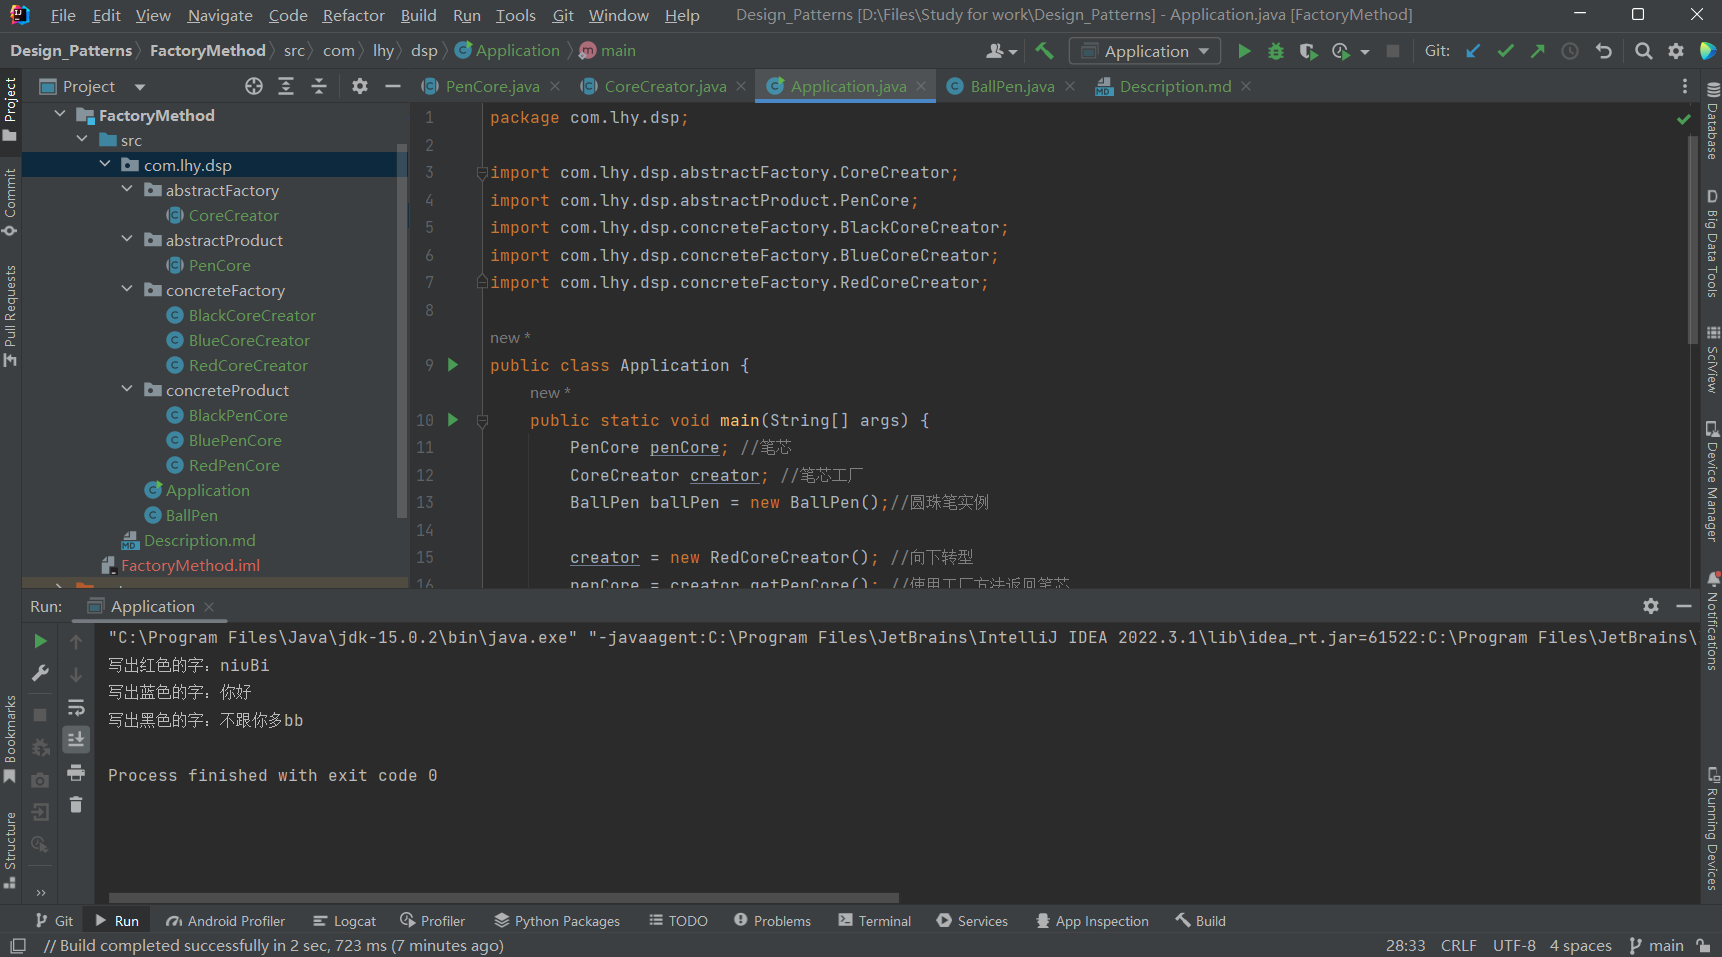 File Edit View Navigate Code Refactor Build Run Tools Git Window Help Design_Patterns [D:\Files\Study for work\Design_Patterns] - Application.java [FactoryMethod]
Design_Patterns FactoryMethod src com lhy dsp Application main Application Git:
Project
PenCore.java CoreCreator.java Application.java BallPen.java Description.md
FactoryMethod
src
com.lhy.dsp
abstractFactory
CoreCreator
abstractProduct
PenCore
concreteFactory
BlackCoreCreator
BlueCoreCreator
RedCoreCreator
concreteProduct
BlackPenCore
BluePenCore
RedPenCore
Application
BallPen
Description.md
FactoryMethod.iml
1 package com.lhy.dsp;
2
3 import com.lhy.dsp.abstractFactory.CoreCreator;
4 import com.lhy.dsp.abstractProduct.PenCore;
5 import com.lhy.dsp.concreteFactory.BlackCoreCreator;
6 import com.lhy.dsp.concreteFactory.BlueCoreCreator;
7 import com.lhy.dsp.concreteFactory.RedCoreCreator;
8
new *
9 public class Application {
new *
10 public static void main(String[] args) {
11 PenCore penCore; //笔芯
12 CoreCreator creator; //笔芯工厂
13 BallPen ballPen = new BallPen();//圆珠笔实例
14
15 creator = new RedCoreCreator(); //向下转型
16 penCore = creator.getPenCore(); //使用工厂方法返回笔芯
Project
Commit
Pull Requests
Bookmarks
Structure
Database
Big Data Tools
SciView
Device Manager
Notifications
Running Devices
Run: Application
"C:\Program Files\Java\jdk-15.0.2\bin\java.exe" "-javaagent:C:\Program Files\JetBrains\IntelliJ IDEA 2022.3.1\lib\idea_rt.jar=61522:C:\Program Files\JetBrains\
写出红色的字：niuBi
写出蓝色的字：你好
写出黑色的字：不跟你多bb
Process finished with exit code 0
Git Run Android Profiler Logcat Profiler Python Packages TODO Problems Terminal Services App Inspection Build
// Build completed successfully in 2 sec, 723 ms (7 minutes ago) 28:33 CRLF UTF-8 4 spaces main